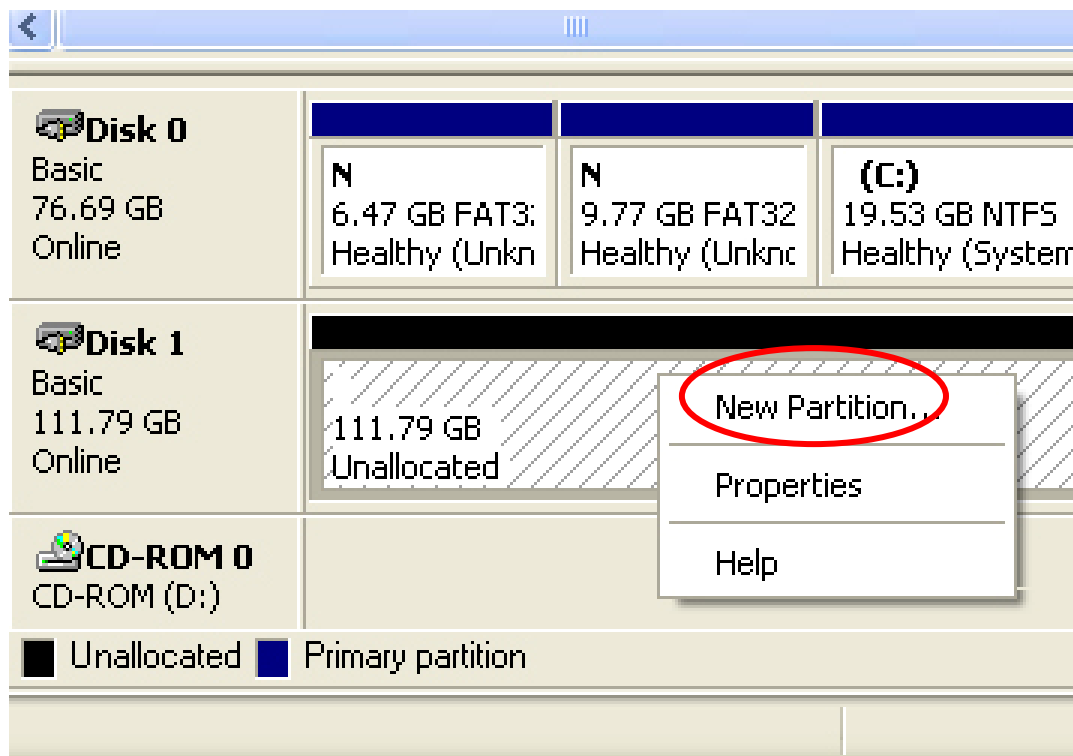 Disk 0
Basic
76.69 GB
Online
N
6.47 GB FAT3
Healthy (Unkn
N
9.77 GB FAT32
Healthy (Unkno
(C:)
19.53 GB NTFS
Healthy (System
Disk 1
Basic
111.79 GB
Online
111.79 GB
Unallocated
New Partition...
Properties
Help
CD-ROM 0
CD-ROM (D:)
Unallocated
Primary partition